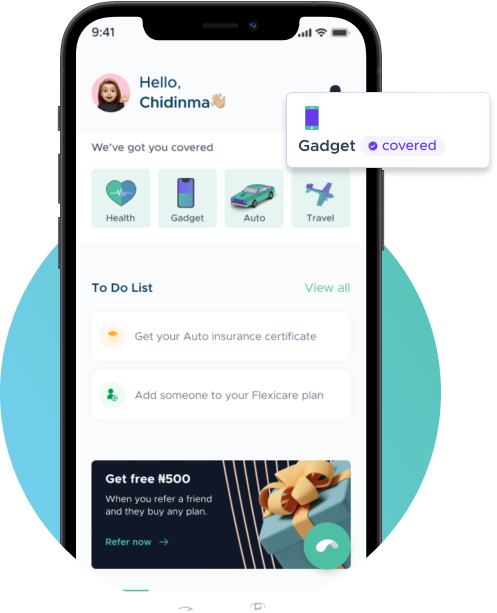 9:41
Hello,
Chidinma
Gadget covered
We've got you covered
Health
Gadget
Auto
Travel
To Do List
View all
Get your Auto insurance certificate
Add someone to your Flexicare plan
Get free ₦500
When you refer a friend
and they buy any plan.
Refer now